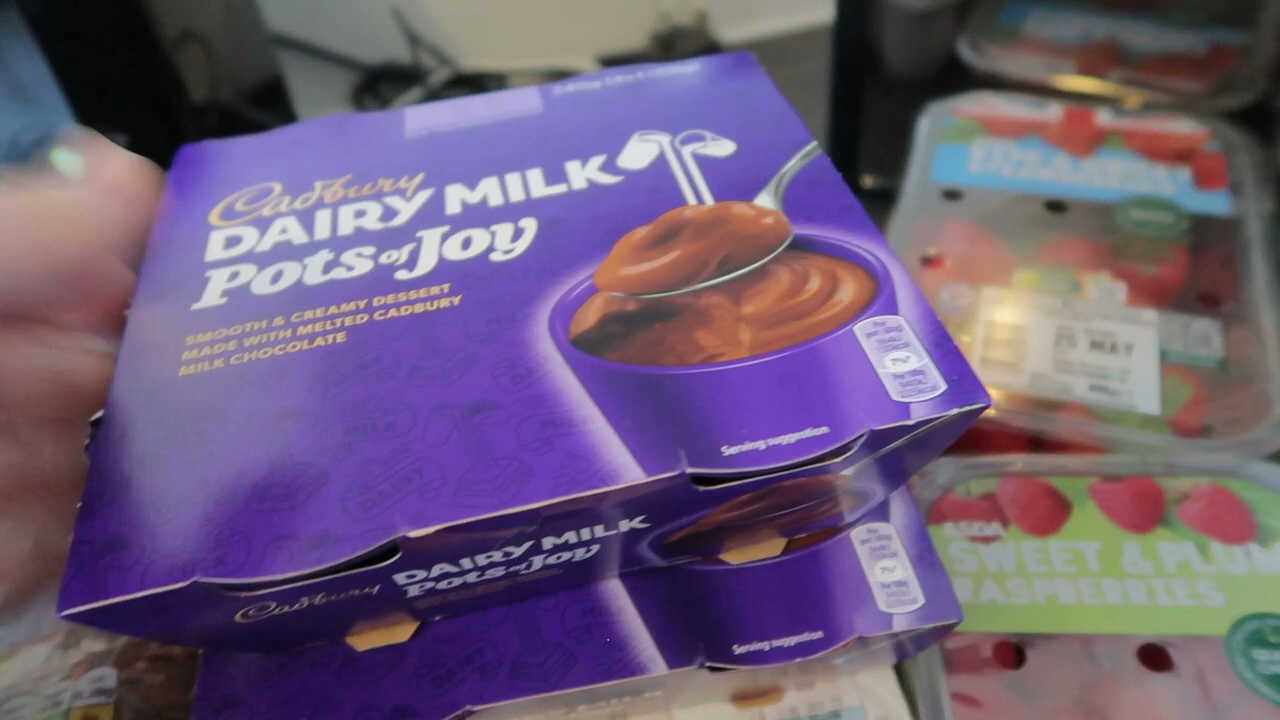 Cadbury
DAIRY MILK
Pots of Joy
SMOOTH & CREAMY DESSERT
MADE WITH MELTED CADBURY
MILK CHOCOLATE
Serving suggestion
Cadbury
DAIRY MILK
Pots of Joy
Serving suggestion
MAY
ASDA
SWEET & PLUM
RASPBERRIES